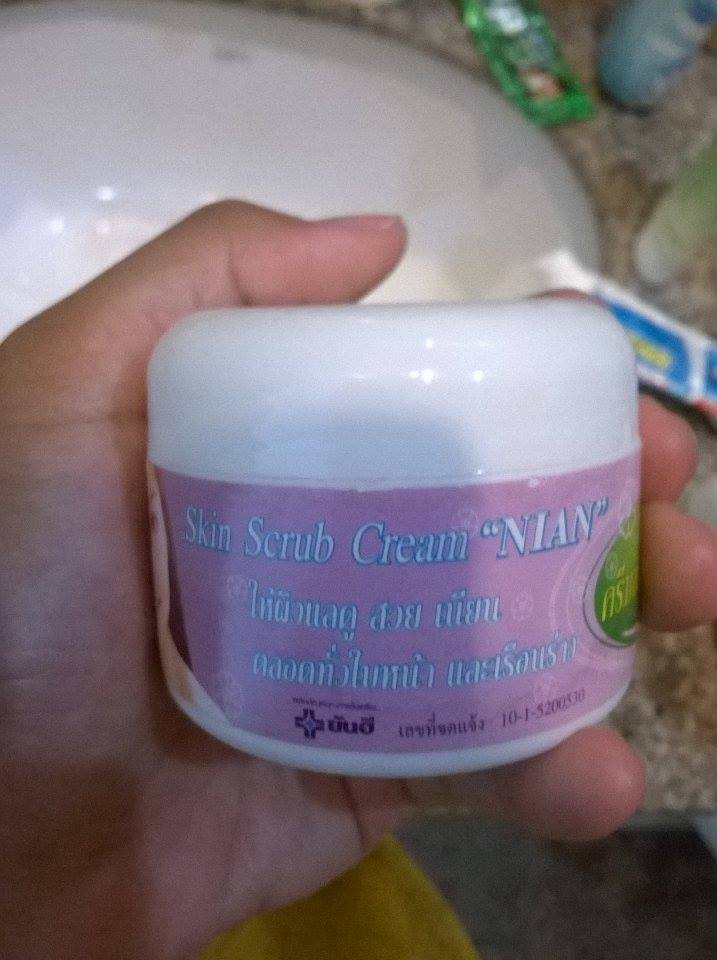 Skin Scrub Cream "NIAN"
ให้ผิวแลดู สวย เนียน
ตลอดทั่วใบหน้า และเรือนร่าง
ยันฮี
เลขที่จดแจ้ง 10-1-5200530